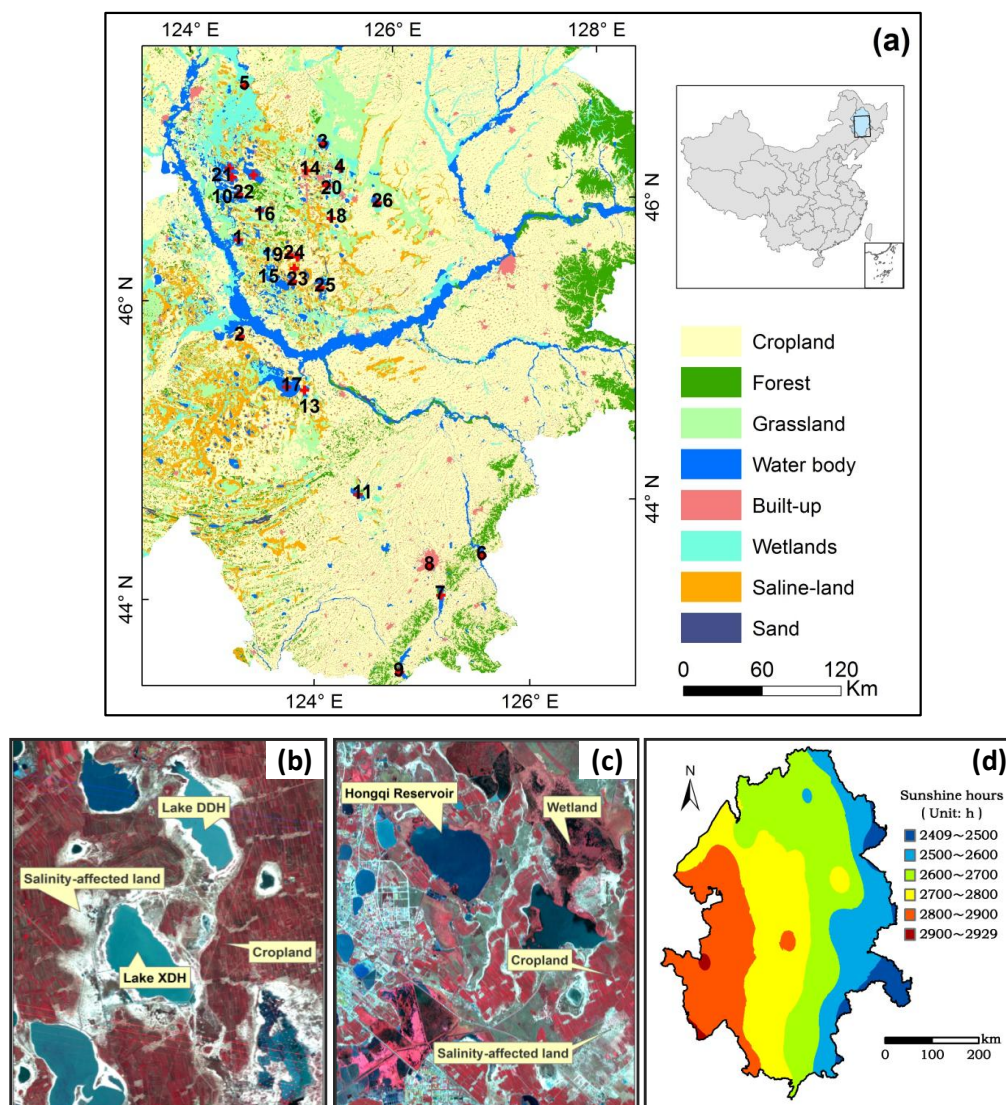 124° E 126° E 128° E
(a)
5
3
14 4
21
20
10 22
26
16 18
46° N
1
19 24
15 23 25
46° N
2
17
13
11
44° N
6
8
7
44° N
9
124° E 126° E
Cropland
Forest
Grassland
Water body
Built-up
Wetlands
Saline-land
Sand
0 60 120
Km
(b)
Lake DDH
Salinity-affected land
Cropland
Lake XDH
(c)
Hongqi Reservoir
Wetland
Cropland
Salinity-affected land
(d)
N
Sunshine hours
( Unit: h )
2409~2500
2500~2600
2600~2700
2700~2800
2800~2900
2900~2929
km
0 100 200